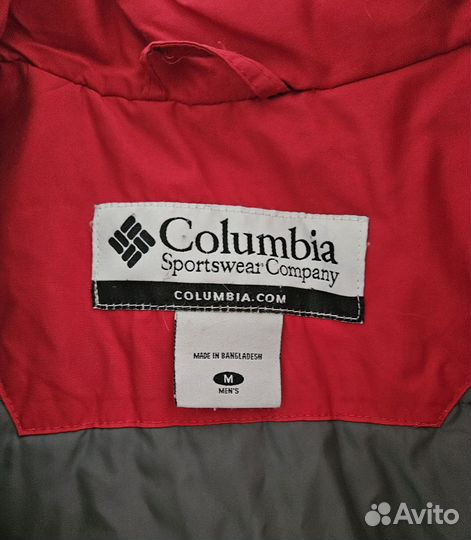 Columbia
Sportswear Company
COLUMBIA.COM
MADE IN BANGLADESH
M
MEN'S
Avito